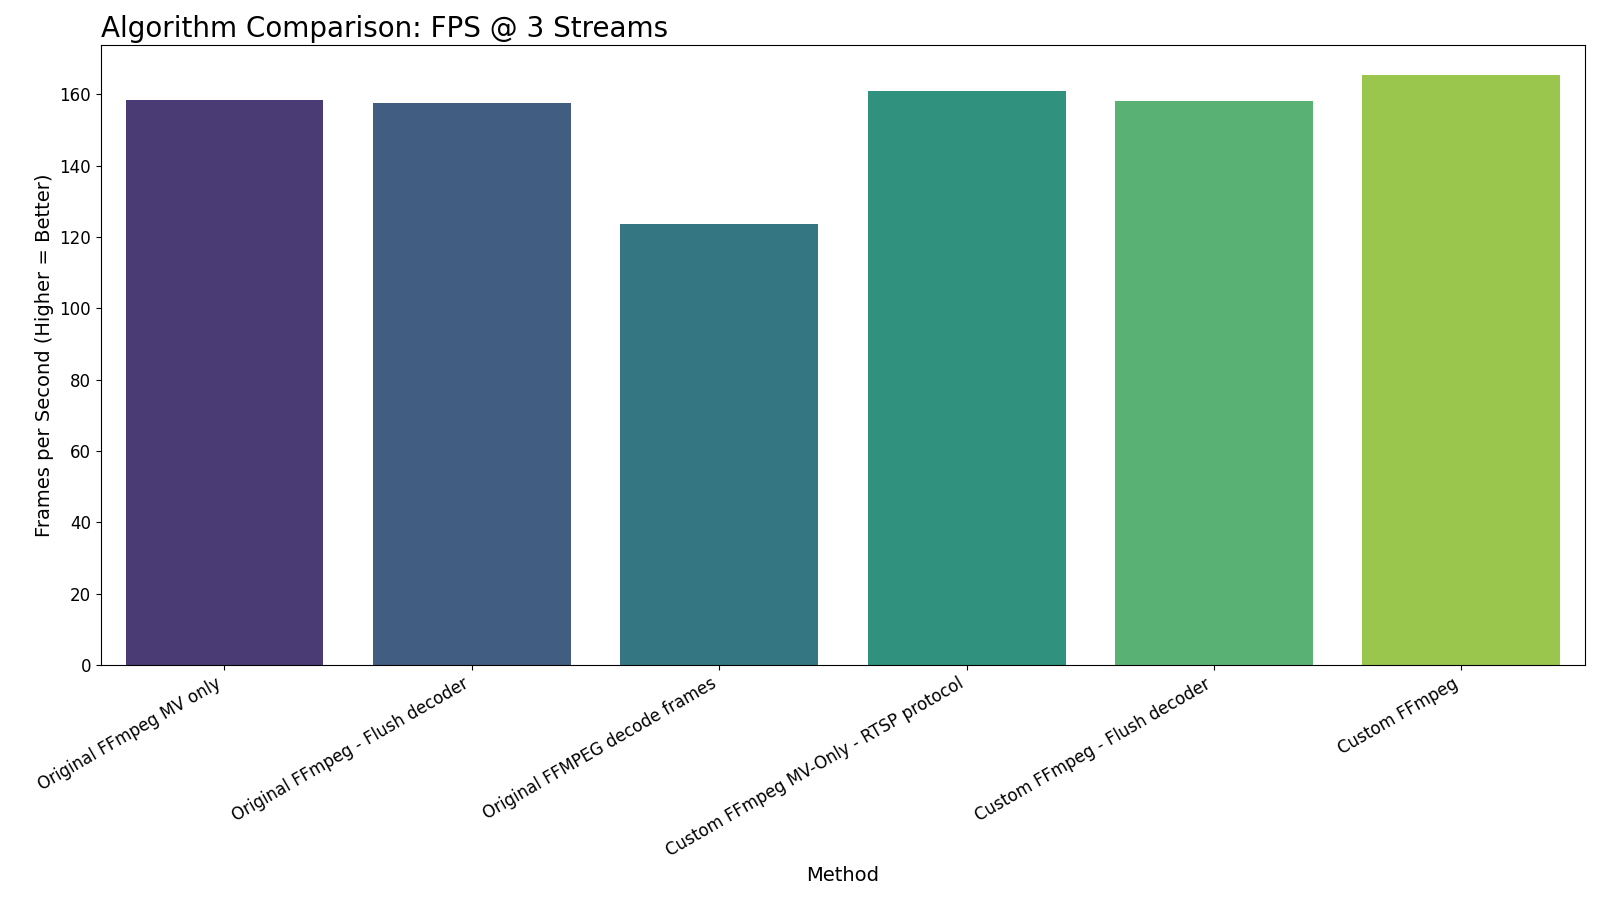 Algorithm Comparison: FPS @ 3 Streams
Frames per Second (Higher = Better)
160
140
120
100
80
60
40
20
0
Original FFmpeg MV only
Original FFmpeg - Flush decoder
Original FFMPEG decode frames
Custom FFmpeg MV-Only - RTSP protocol
Custom FFmpeg - Flush decoder
Custom FFmpeg
Method